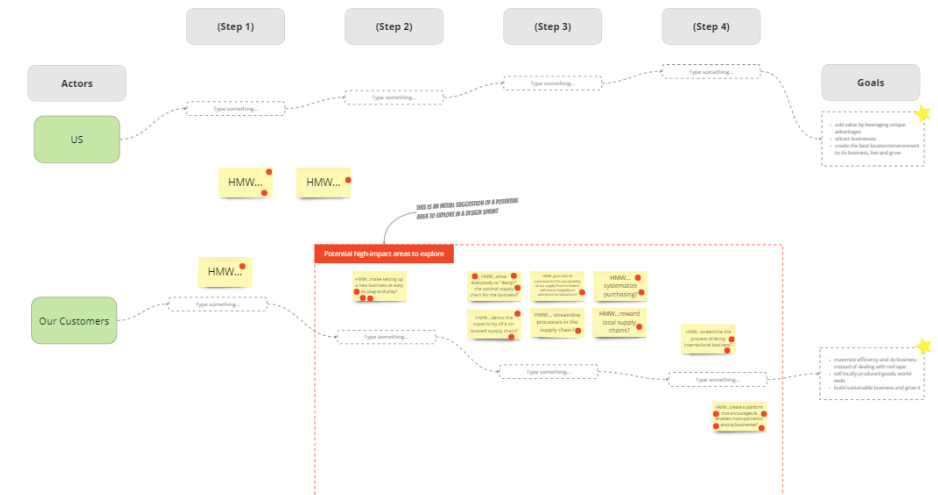 (Step 1)
(Step 2)
(Step 3)
(Step 4)
Actors
Goals
Type something...
Type something...
Type something...
Type something...
US
- add value by leveraging unique
advantages
- attract businesses
- create the best location/environment
to do business, live and grow
HMW...
HMW...
THIS IS AN INITIAL SUGGESTION OF A POTENTIAL
AREA TO EXPLORE IN A DESIGN SPRINT
Potential high-impact areas to explore
HMW...
HMW...make setting up
a new business as easy
as plug-and-play?
HMW...allow
everybody to "design"
the optimal supply
chain for the business?
HMW...
systematize
purchasing?
HMW...demo the
superiority of a co-
located supply chain?
HMW... streamline
processes in the
supply chain?
HMW...reward
local supply
chains?
HMW...streamline the
process of doing
international business?
Our Customers
Type something...
Type something...
Type something...
Type something...
- maximize efficiency and do business
instead of dealing with red tape
- sell locally produced goods, world-
wide
- build sustainable business and grow it
HMW...create a platform
that encourages &
enables
among businesses?